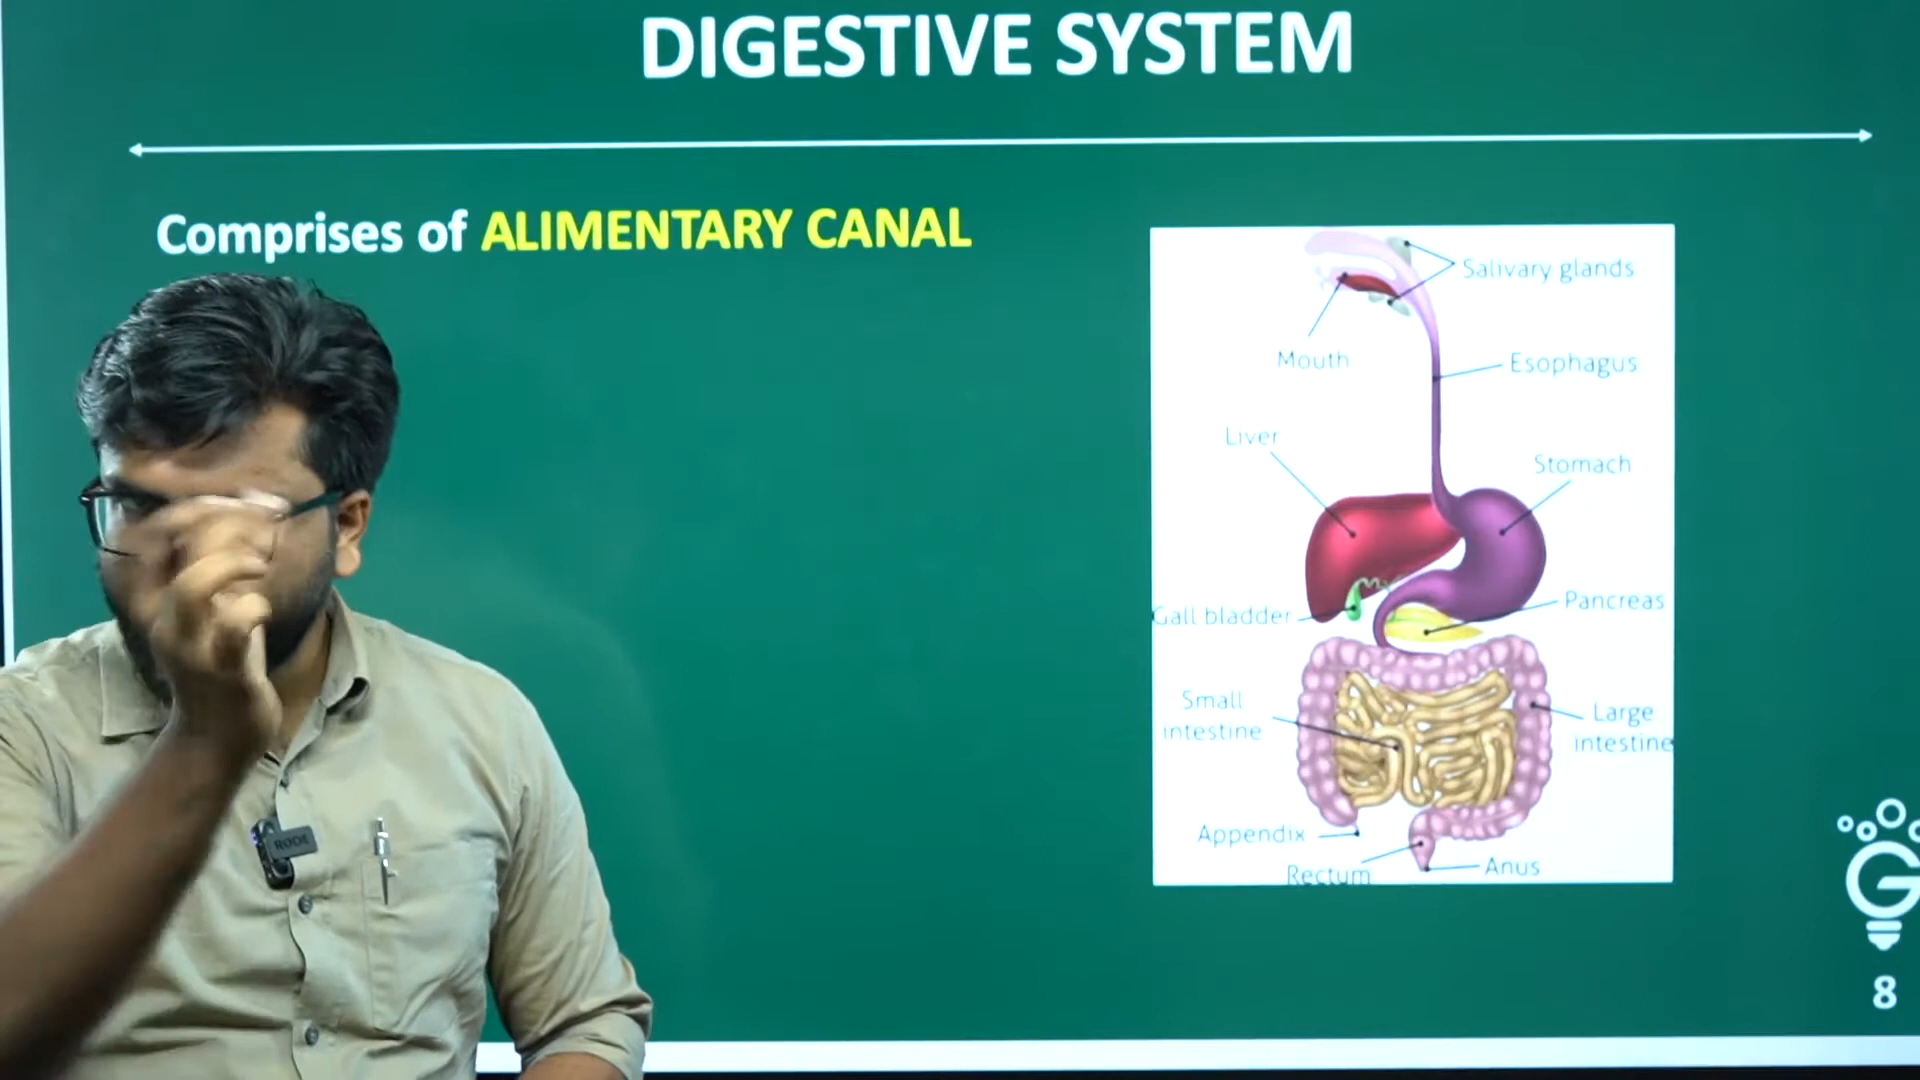 DIGESTIVE SYSTEM
Comprises of ALIMENTARY CANAL
Salivary glands
Mouth
Esophagus
Liver
Stomach
Gall bladder
Pancreas
Small
intestine
Large
intestine
Appendix
Rectum
Anus
RODE
G
8